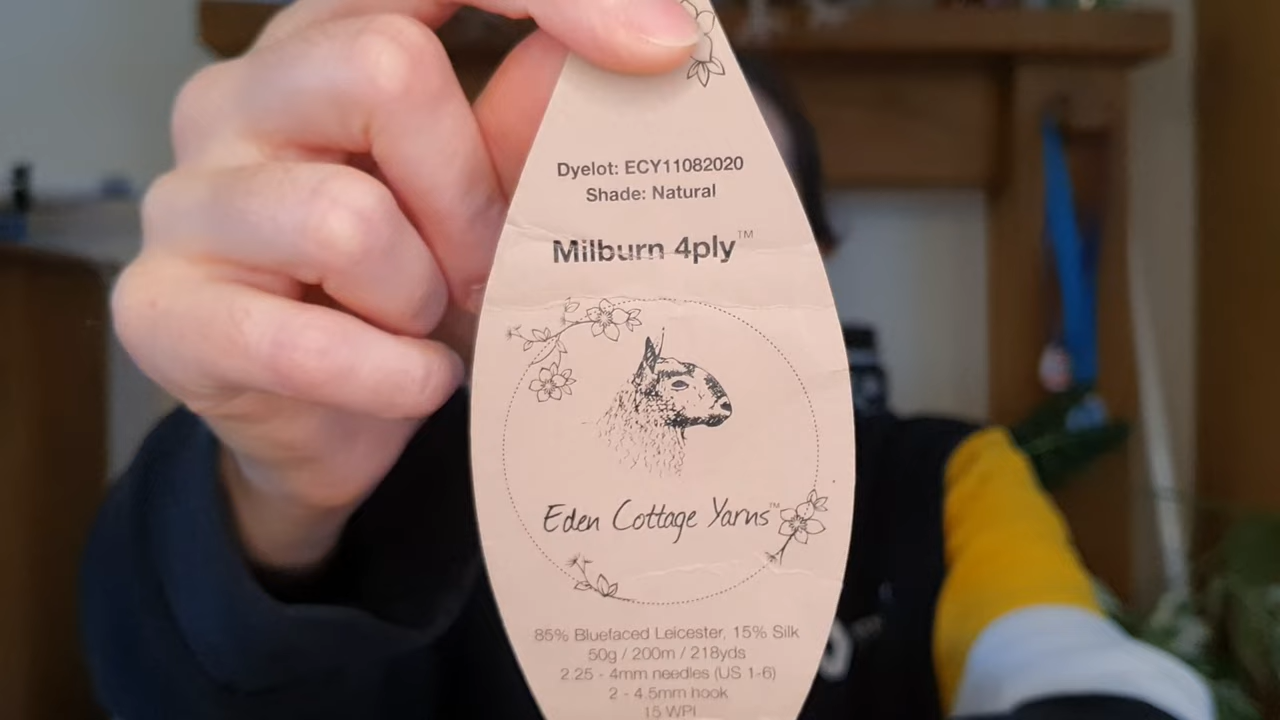 Dyelot: ECY11082020
Shade: Natural
Milburn 4ply™
Eden Cottage Yarns™
85% Bluefaced Leicester, 15% Silk
50g / 200m / 218yds
2.25 - 4mm needles (US 1-6)
2 - 4.5mm hook
15 WPI